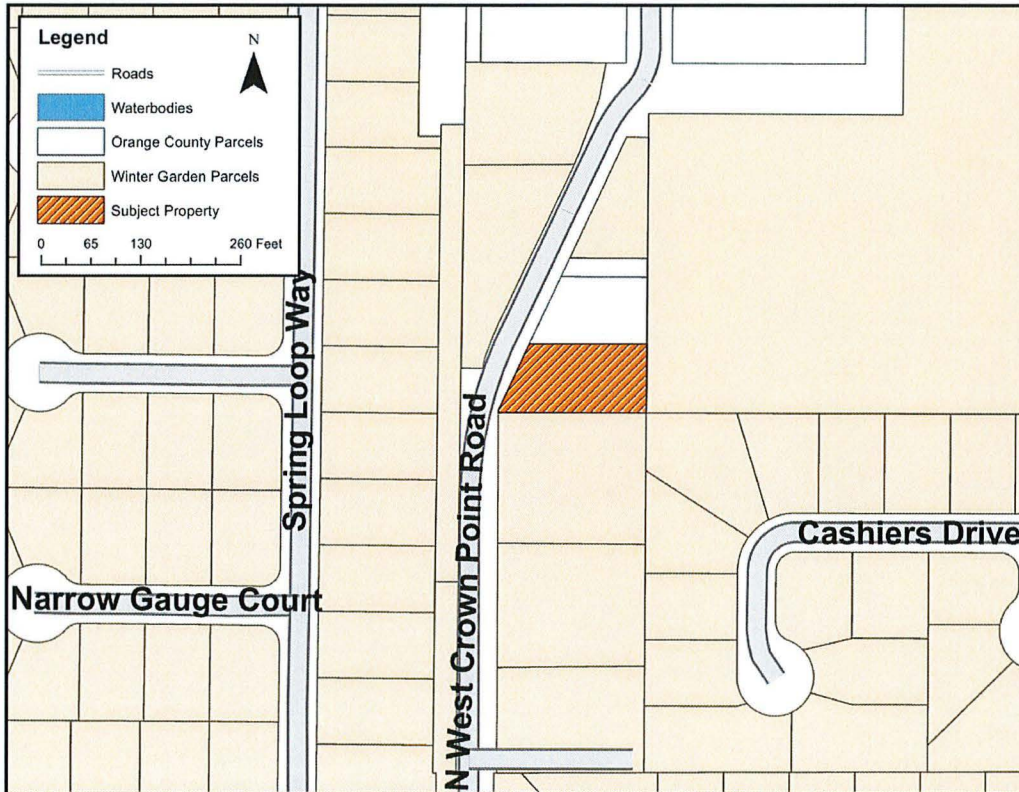 Legend
N
Roads
Waterbodies
Orange County Parcels
Winter Garden Parcels
Subject Property
0 65 130 260 Feet
Spring Loop Way
N West Crown Point Road
Cashiers Drive
Narrow Gauge Court